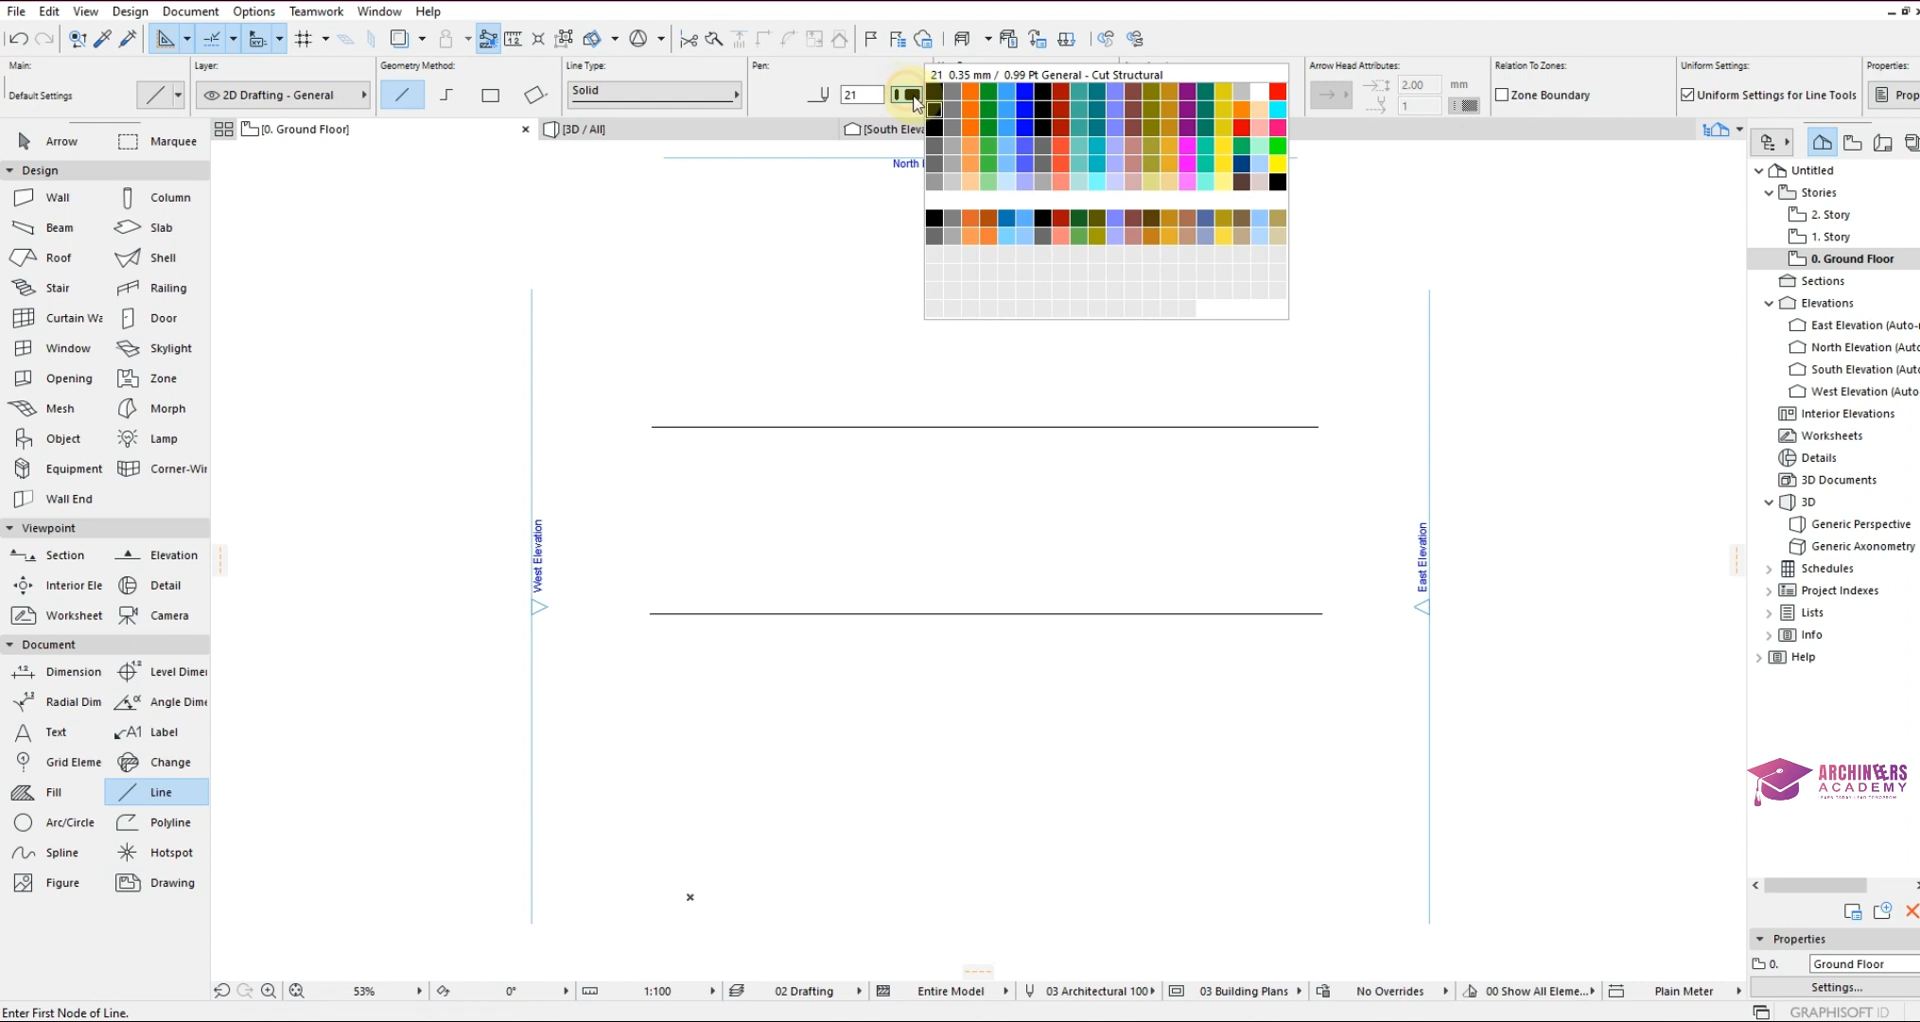 File Edit View Design Document Options Teamwork Window Help
Main: Layer: Geometry Method: Line Type: Pen: Arrow Head Attributes: Relation To Zones: Uniform Settings: Properties:
Default Settings 2D Drafting - General Solid 21 2.00 mm 1 Zone Boundary Uniform Settings for Line Tools Prop
21 0.35 mm / 0.99 Pt General - Cut Structural
[0. Ground Floor] [3D / All] [South Eleva
Arrow Marquee
Design
Wall Column
Beam Slab
Roof Shell
Stair Railing
Curtain Wa Door
Window Skylight
Opening Zone
Mesh Morph
Object Lamp
Equipment Corner-Win
Wall End
Viewpoint
Section Elevation
Interior Ele Detail
Worksheet Camera
Document
Dimension Level Dimen
Radial Dim Angle Dime
Text Label
Grid Eleme Change
Fill Line
Arc/Circle Polyline
Spline Hotspot
Figure Drawing
North
West Elevation
East Elevation
Untitled
Stories
2. Story
1. Story
0. Ground Floor
Sections
Elevations
East Elevation (Auto-r
North Elevation (Auto
South Elevation (Auto
West Elevation (Auto
Interior Elevations
Worksheets
Details
3D Documents
3D
Generic Perspective
Generic Axonometry
Schedules
Project Indexes
Lists
Info
Help
ARCHINEERS
ACADEMY
Properties
0. Ground Floor
Settings...
53% 0° 1:100 02 Drafting Entire Model 03 Architectural 100 03 Building Plans No Overrides 00 Show All Eleme... Plain Meter
Enter First Node of Line.
GRAPHISOFT ID